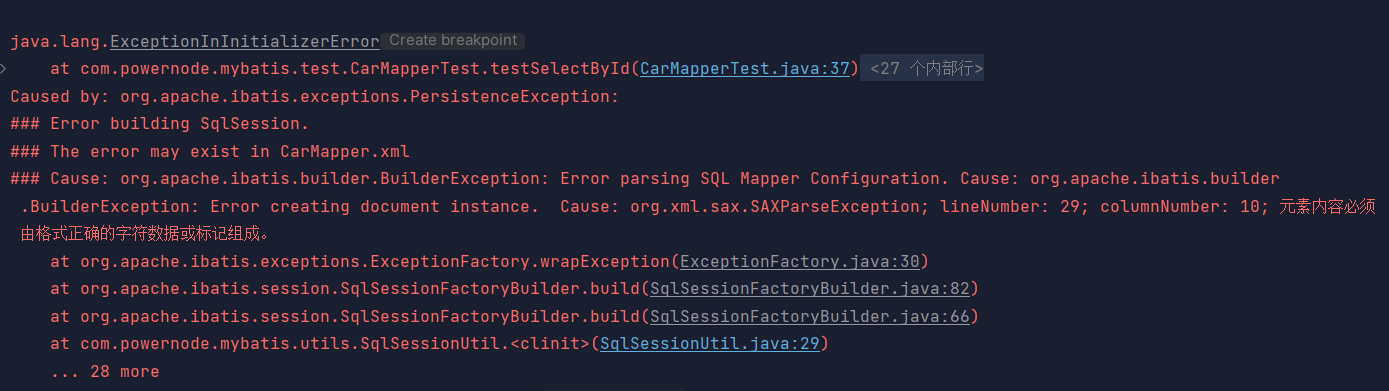 java.lang.ExceptionInInitializerError Create breakpoint
at com.powernode.mybatis.test.CarMapperTest.testSelectById(CarMapperTest.java:37) <27 个内部行>
Caused by: org.apache.ibatis.exceptions.PersistenceException:
### Error building SqlSession.
### The error may exist in CarMapper.xml
### Cause: org.apache.ibatis.builder.BuilderException: Error parsing SQL Mapper Configuration. Cause: org.apache.ibatis.builder
.BuilderException: Error creating document instance.  Cause: org.xml.sax.SAXParseException; lineNumber: 29; columnNumber: 10; 元素内容必须
由格式正确的字符数据或标记组成。
at org.apache.ibatis.exceptions.ExceptionFactory.wrapException(ExceptionFactory.java:30)
at org.apache.ibatis.session.SqlSessionFactoryBuilder.build(SqlSessionFactoryBuilder.java:82)
at org.apache.ibatis.session.SqlSessionFactoryBuilder.build(SqlSessionFactoryBuilder.java:66)
at com.powernode.mybatis.utils.SqlSessionUtil.<clinit>(SqlSessionUtil.java:29)
... 28 more